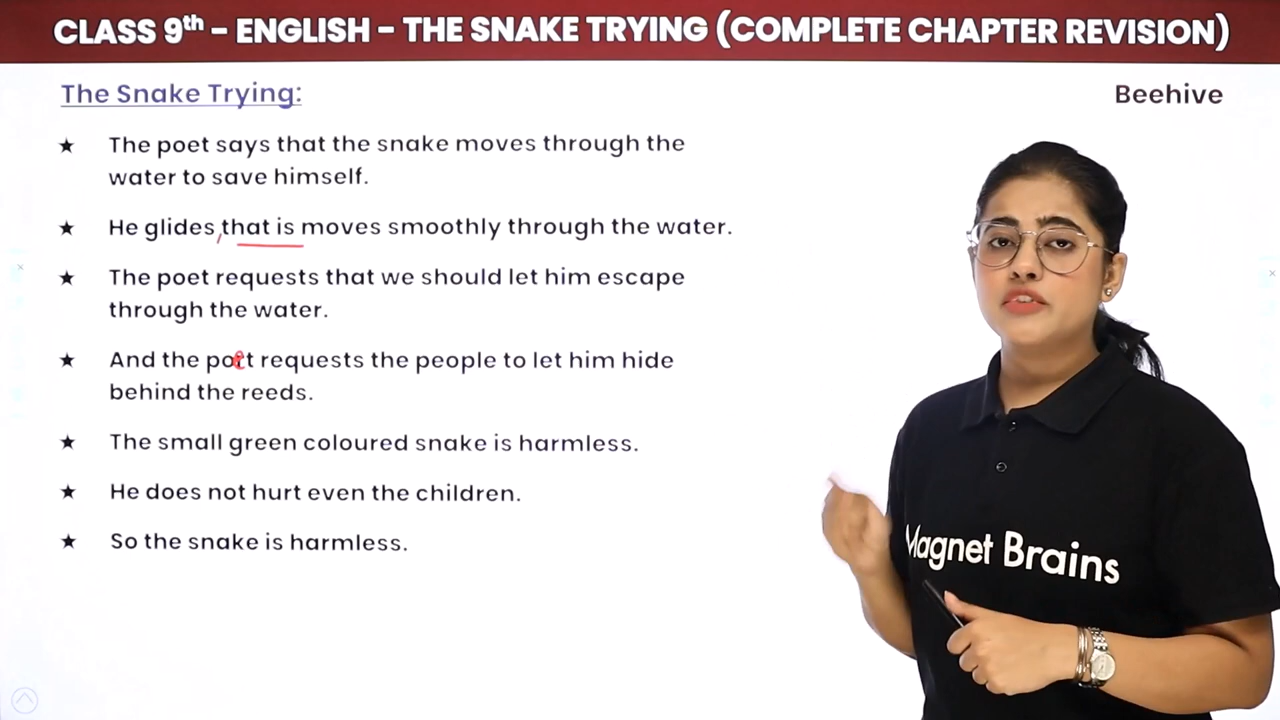 CLASS 9th – ENGLISH – THE SNAKE TRYING (COMPLETE CHAPTER REVISION)
The Snake Trying:
Beehive
★ The poet says that the snake moves through the
water to save himself.
★ He glides, that is moves smoothly through the water.
★ The poet requests that we should let him escape
through the water.
★ And the poet requests the people to let him hide
behind the reeds.
★ The small green coloured snake is harmless.
★ He does not hurt even the children.
★ So the snake is harmless.
Magnet Brains